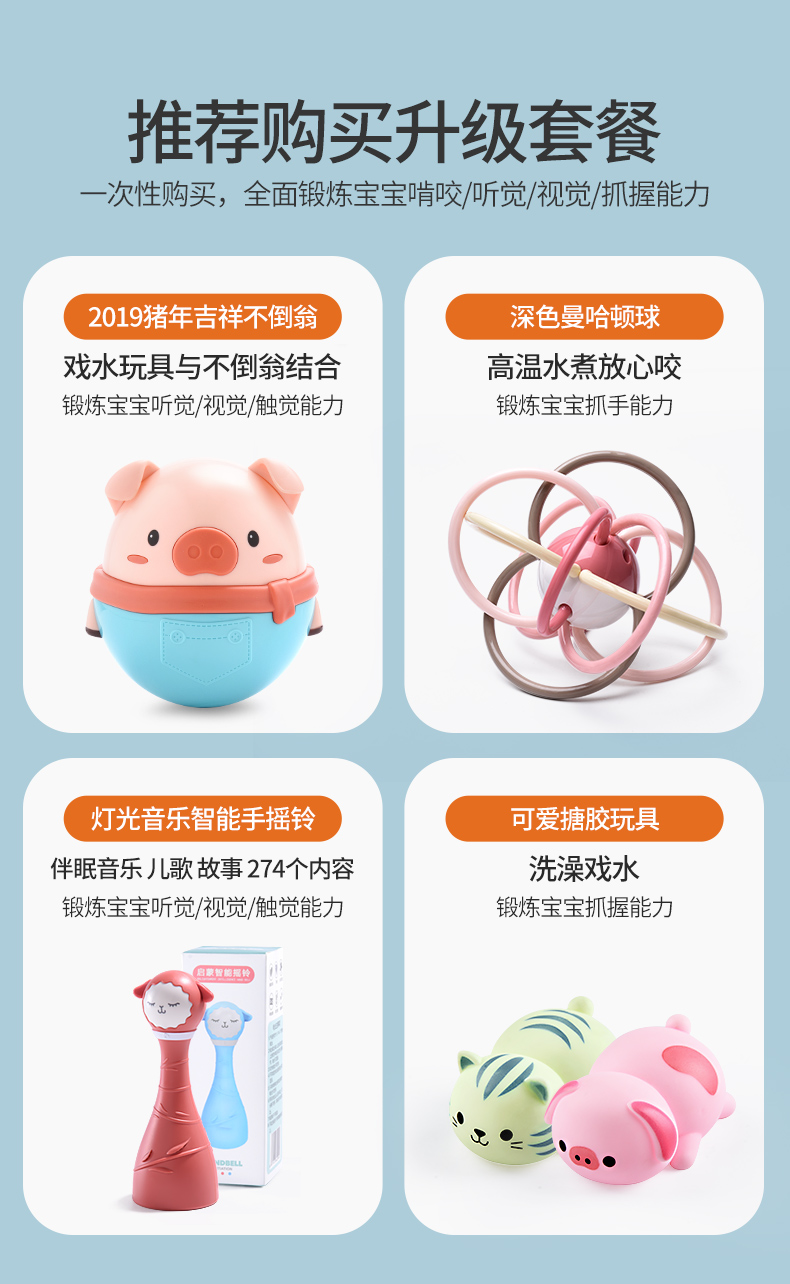 推荐购买升级套餐
一次性购买，全面锻炼宝宝啃咬/听觉/视觉/抓握能力
2019猪年吉祥不倒翁
戏水玩具与不倒翁结合
锻炼宝宝听觉/视觉/触觉能力
深色曼哈顿球
高温水煮放心咬
锻炼宝宝抓手能力
灯光音乐智能手摇铃
伴眠音乐 儿歌 故事 274个内容
锻炼宝宝听觉/视觉/触觉能力
启蒙智能摇铃
NDBELL
可爱搪胶玩具
洗澡戏水
锻炼宝宝抓握能力